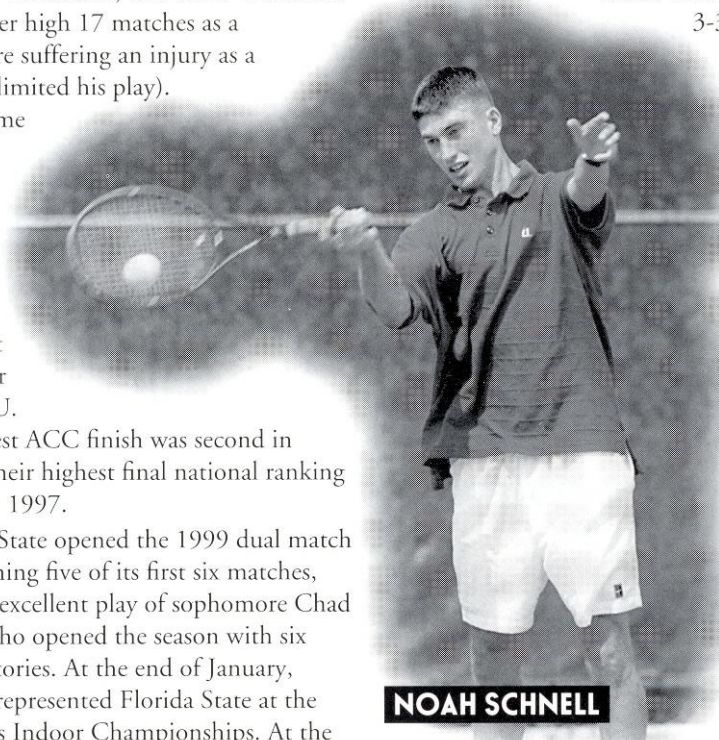 er high 17 matches as a
re suffering an injury as a
limited his play).
me
r
U.
est ACC finish was second in
heir highest final national ranking
1997.
State opened the 1999 dual match
ning five of its first six matches,
excellent play of sophomore Chad
ho opened the season with six
tories. At the end of January,
represented Florida State at the
s Indoor Championships. At the
3-3
NOAH SCHNELL